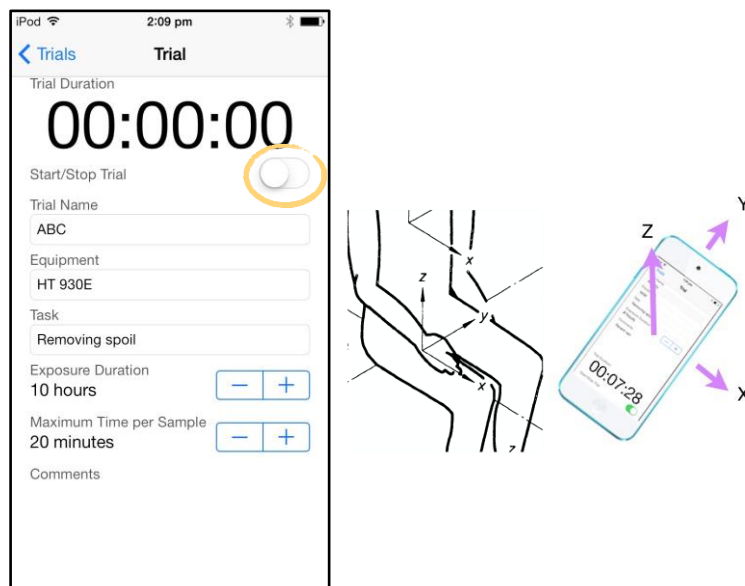 iPod 2:09 pm
Trials Trial
Trial Duration
00:00:00
Start/Stop Trial
Trial Name
ABC
Equipment
HT 930E
Task
Removing spoil
Exposure Duration
10 hours
Maximum Time per Sample
20 minutes
Comments
x
z
y
x
z
Y
Z
X
Trial
00:07:28